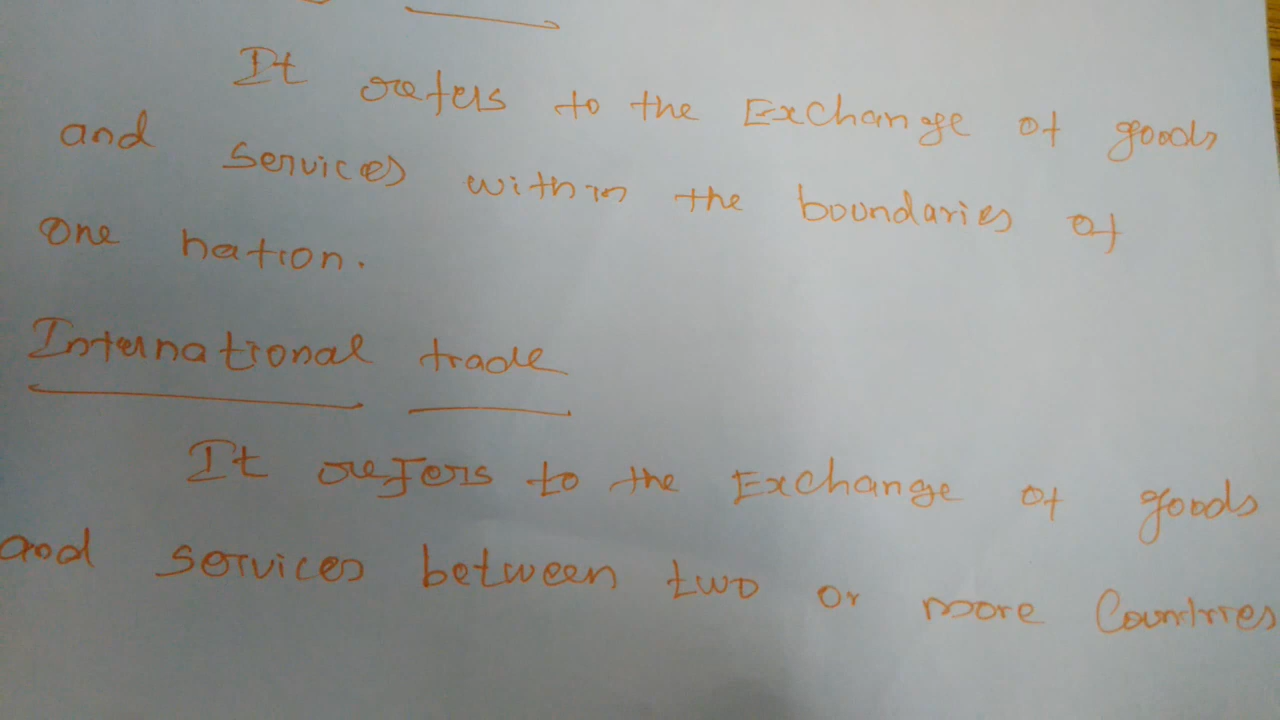 It refers to the Exchange of goods
and services within the boundaries of
one nation.
International trade
It refers to the Exchange of goods
and services between two or more Countries